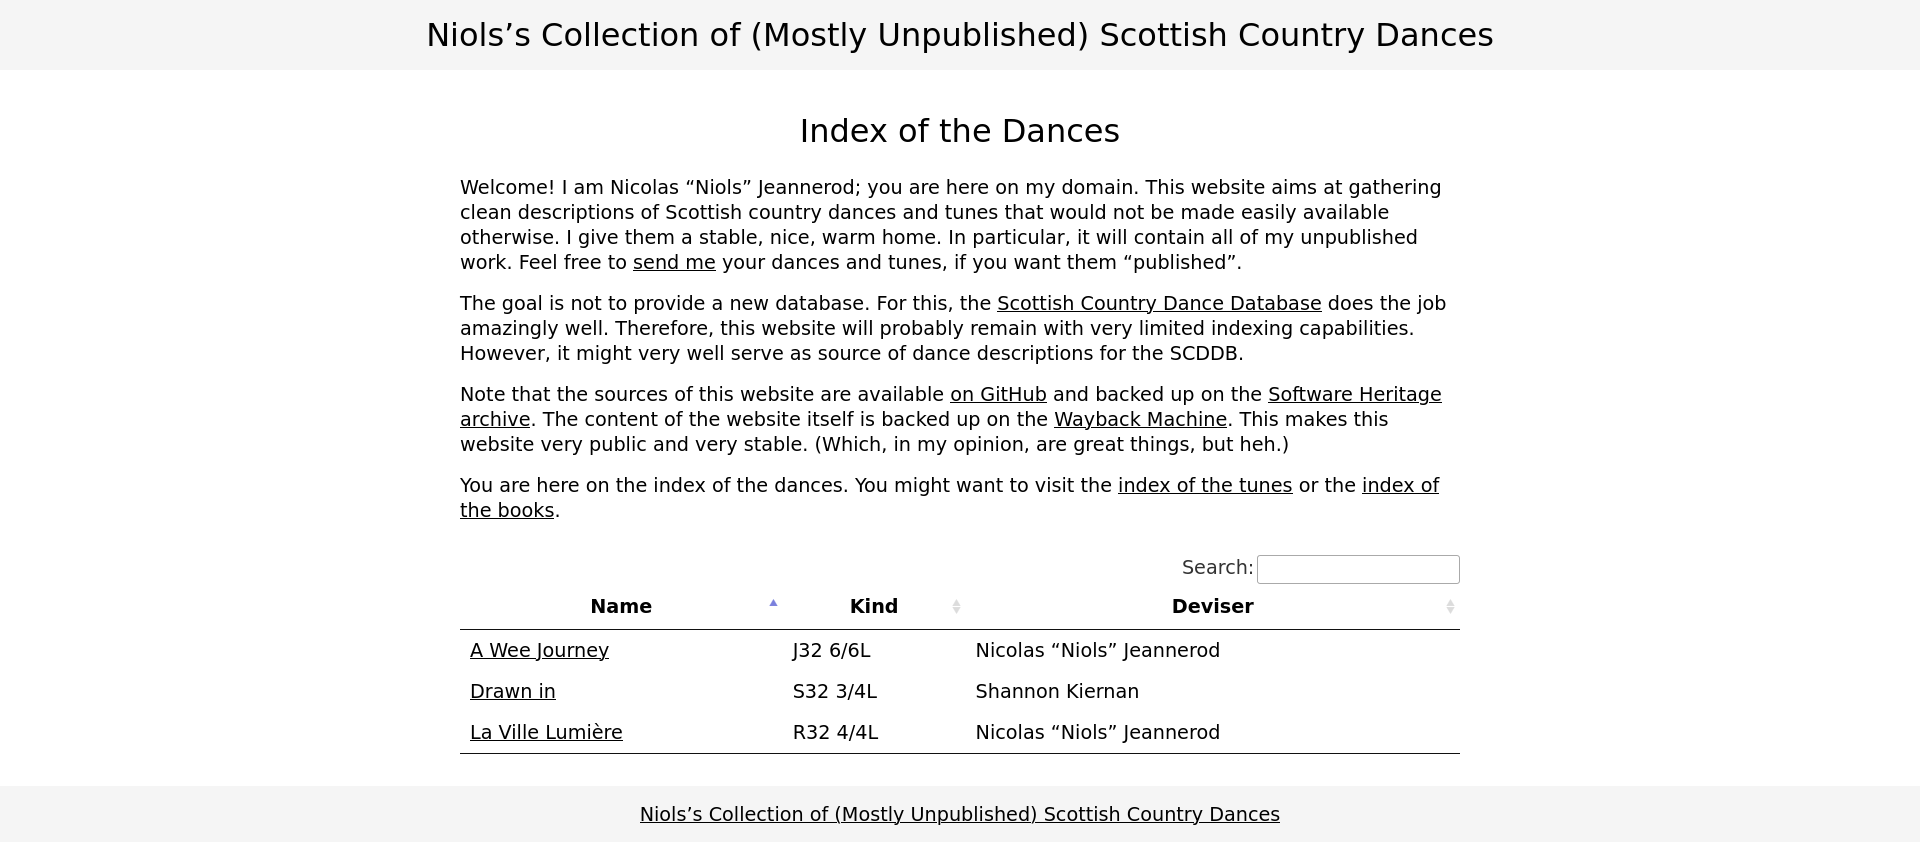 Niols’s Collection of (Mostly Unpublished) Scottish Country Dances
Index of the Dances
Welcome! I am Nicolas “Niols” Jeannerod; you are here on my domain. This website aims at gathering
clean descriptions of Scottish country dances and tunes that would not be made easily available
otherwise. I give them a stable, nice, warm home. In particular, it will contain all of my unpublished
work. Feel free to send me your dances and tunes, if you want them “published”.
The goal is not to provide a new database. For this, the Scottish Country Dance Database does the job
amazingly well. Therefore, this website will probably remain with very limited indexing capabilities.
However, it might very well serve as source of dance descriptions for the SCDDB.
Note that the sources of this website are available on GitHub and backed up on the Software Heritage
archive. The content of the website itself is backed up on the Wayback Machine. This makes this
website very public and very stable. (Which, in my opinion, are great things, but heh.)
You are here on the index of the dances. You might want to visit the index of the tunes or the index of
the books.
Search:
Name Kind Deviser
A Wee Journey J32 6/6L Nicolas “Niols” Jeannerod
Drawn in S32 3/4L Shannon Kiernan
La Ville Lumière R32 4/4L Nicolas “Niols” Jeannerod
Niols’s Collection of (Mostly Unpublished) Scottish Country Dances